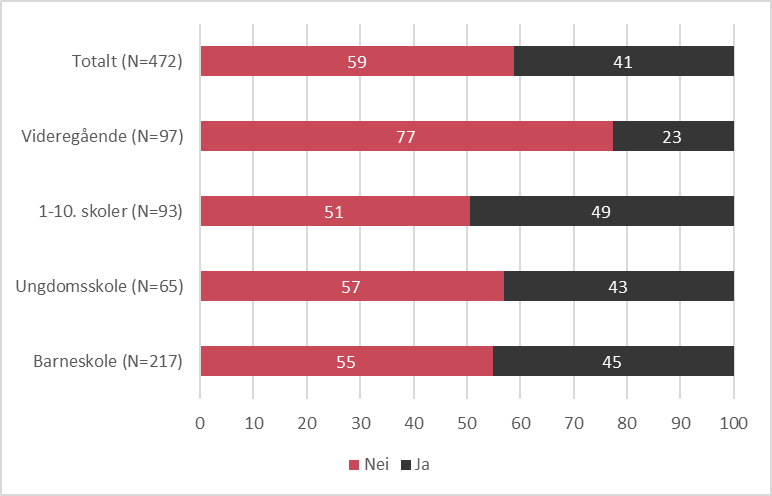 Totalt (N=472)
59 41
Videregående (N=97)
77 23
1-10. skoler (N=93)
51 49
Ungdomsskole (N=65)
57 43
Barneskole (N=217)
55 45
0 10 20 30 40 50 60 70 80 90 100
Nei Ja